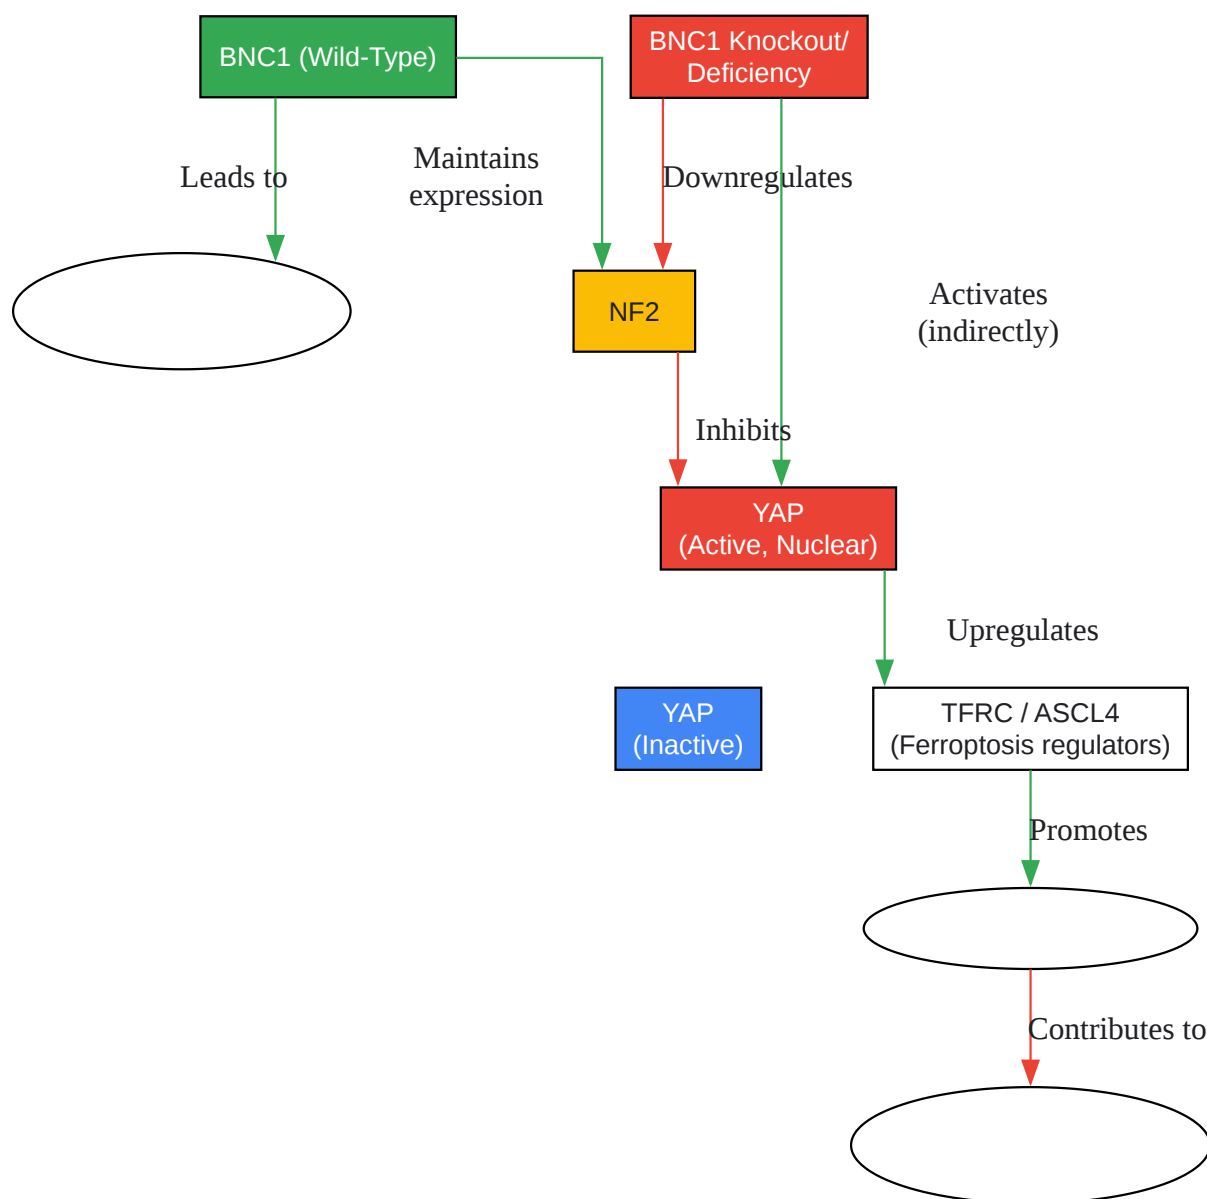 BNC1 (Wild-Type)
BNC1 Knockout/
Deficiency
Leads to
Maintains
expression
Downregulates
NF2
Activates
(indirectly)
Inhibits
YAP
(Active, Nuclear)
Upregulates
YAP
(Inactive)
TFRC / ASCL4
(Ferroptosis regulators)
Promotes
Contributes to